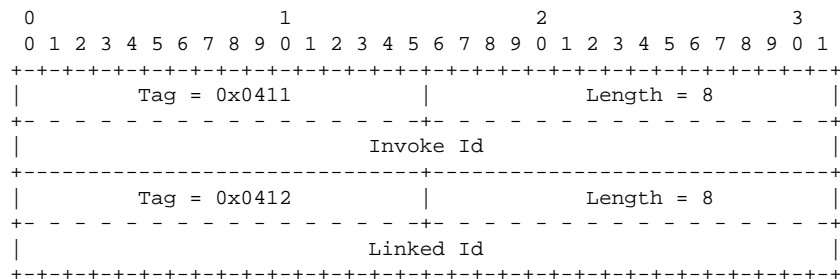 0                   1                   2                   3
 0 1 2 3 4 5 6 7 8 9 0 1 2 3 4 5 6 7 8 9 0 1 2 3 4 5 6 7 8 9 0 1
+-+-+-+-+-+-+-+-+-+-+-+-+-+-+-+-+-+-+-+-+-+-+-+-+-+-+-+-+-+-+-+-+
|         Tag = 0x0411          |            Length = 8         |
+- - - - - - - - - - - - - - - -+- - - - - - - - - - - - - - - -+
|                           Invoke Id                           |
+-------------------------------+-------------------------------+
|         Tag = 0x0412          |            Length = 8         |
+- - - - - - - - - - - - - - - -+- - - - - - - - - - - - - - - -+
|                           Linked Id                           |
+-+-+-+-+-+-+-+-+-+-+-+-+-+-+-+-+-+-+-+-+-+-+-+-+-+-+-+-+-+-+-+-+